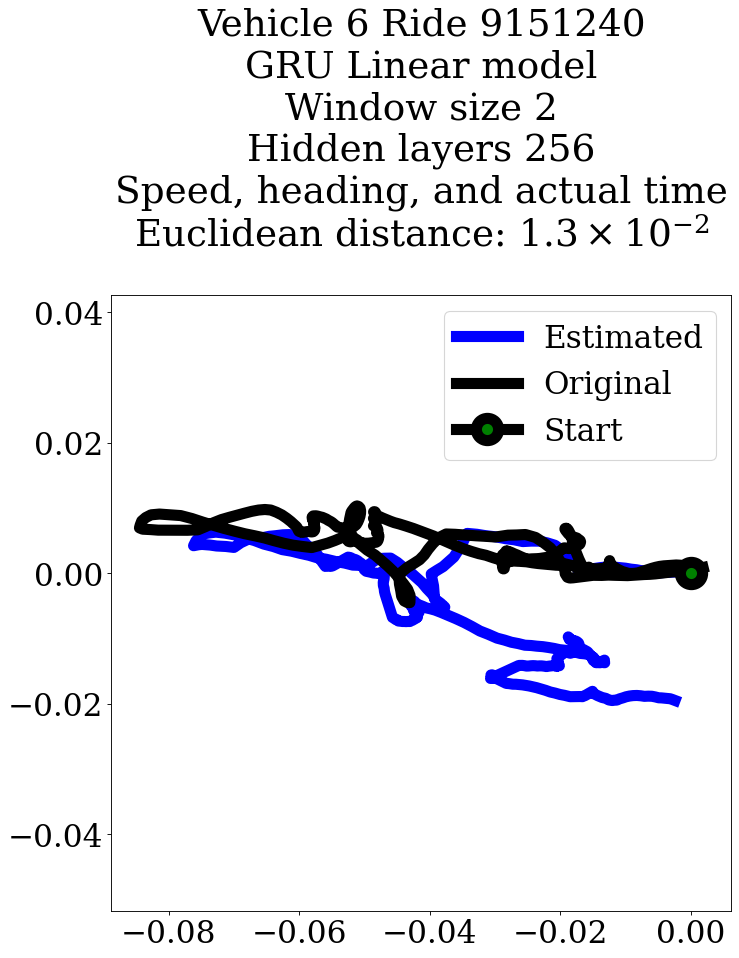 Vehicle 6 Ride 9151240
GRU Linear model
Window size 2
Hidden layers 256
Speed, heading, and actual time
Euclidean distance: 1.3 × 10⁻²
Estimated
Original
Start
0.04
0.02
0.00
−0.02
−0.04
−0.08 −0.06 −0.04 −0.02 0.00